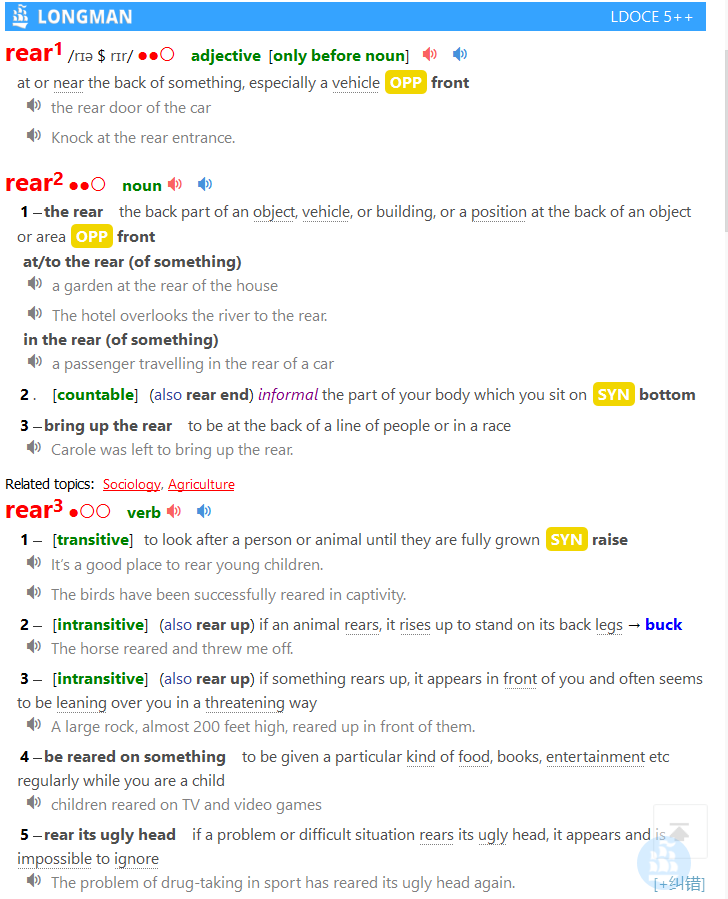 LONGMAN LDOCE 5++
rear1 /rɪə $ rɪr/ ●●○ adjective [only before noun]
at or near the back of something, especially a vehicle OPP front
the rear door of the car
Knock at the rear entrance.
rear2 ●●○ noun
1 – the rear the back part of an object, vehicle, or building, or a position at the back of an object
or area OPP front
at/to the rear (of something)
a garden at the rear of the house
The hotel overlooks the river to the rear.
in the rear (of something)
a passenger travelling in the rear of a car
2 . [countable] (also rear end) informal the part of your body which you sit on SYN bottom
3 – bring up the rear to be at the back of a line of people or in a race
Carole was left to bring up the rear.
Related topics: Sociology, Agriculture
rear3 ●○○ verb
1 – [transitive] to look after a person or animal until they are fully grown SYN raise
It’s a good place to rear young children.
The birds have been successfully reared in captivity.
2 – [intransitive] (also rear up) if an animal rears, it rises up to stand on its back legs → buck
The horse reared and threw me off.
3 – [intransitive] (also rear up) if something rears up, it appears in front of you and often seems
to be leaning over you in a threatening way
A large rock, almost 200 feet high, reared up in front of them.
4 – be reared on something to be given a particular kind of food, books, entertainment etc
regularly while you are a child
children reared on TV and video games
5 – rear its ugly head if a problem or difficult situation rears its ugly head, it appears and is
impossible to ignore
The problem of drug-taking in sport has reared its ugly head again.
[+纠错]